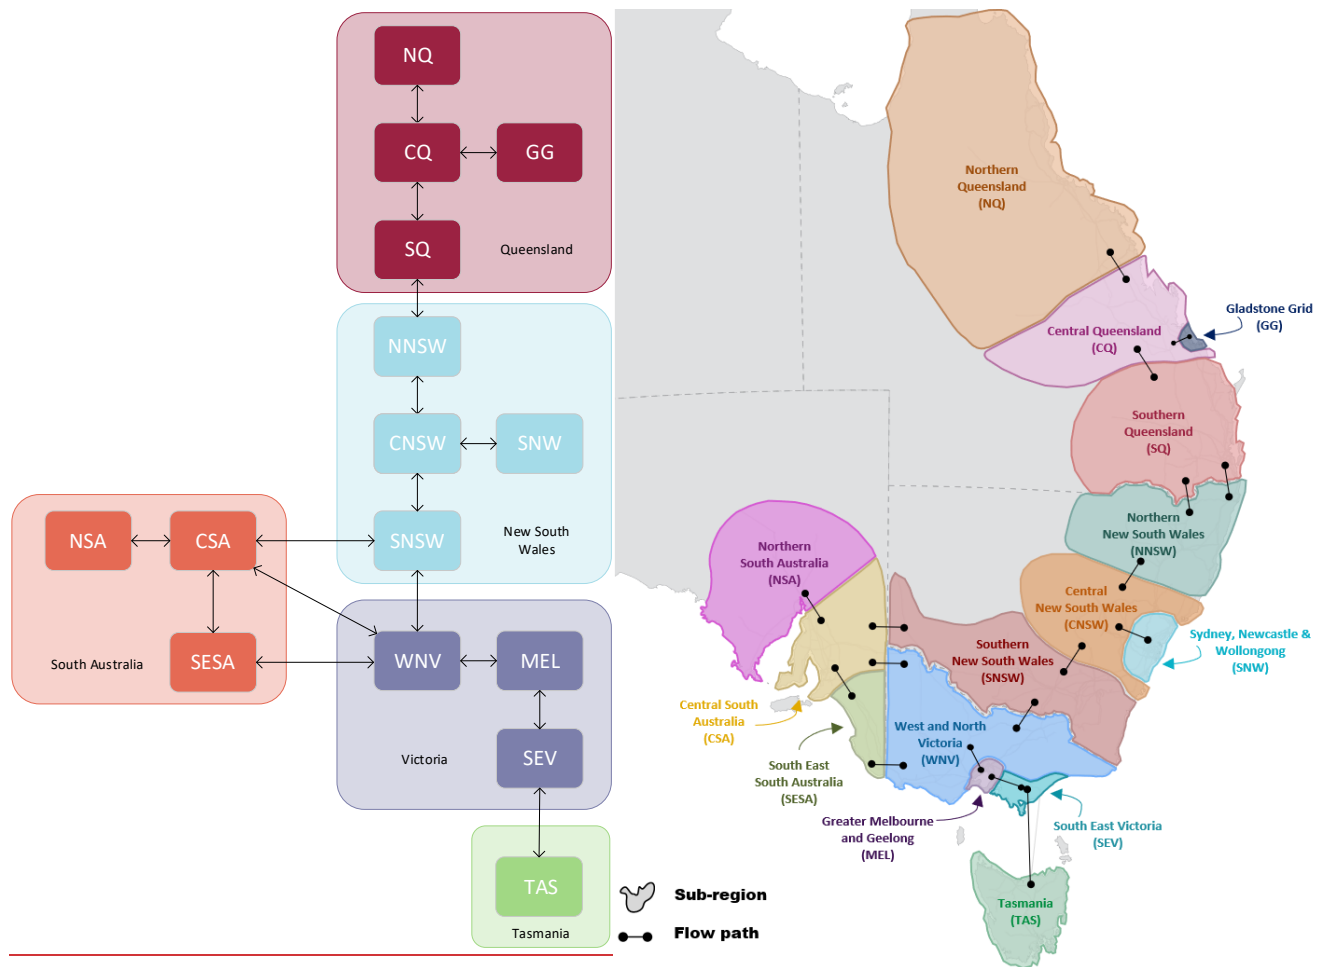 NQ
CQ
GG
SQ
Queensland
NNSW
CNSW
SNW
SNSW
New South
Wales
NSA
CSA
SESA
South Australia
WNV
MEL
SEV
Victoria
TAS
Tasmania
Northern
Queensland
(NQ)
Central Queensland
(CQ)
Gladstone Grid
(GG)
Southern
Queensland
(SQ)
Northern
New South Wales
(NNSW)
Northern
South Australia
(NSA)
Central
New South Wales
(CNSW)
Sydney, Newcastle &
Wollongong
(SNW)
Southern
New South Wales
(SNSW)
Central South
Australia
(CSA)
West and North
Victoria
(WNV)
South East
South Australia
(SESA)
Greater Melbourne
and Geelong
(MEL)
South East Victoria
(SEV)
Tasmania
(TAS)
Sub-region
Flow path